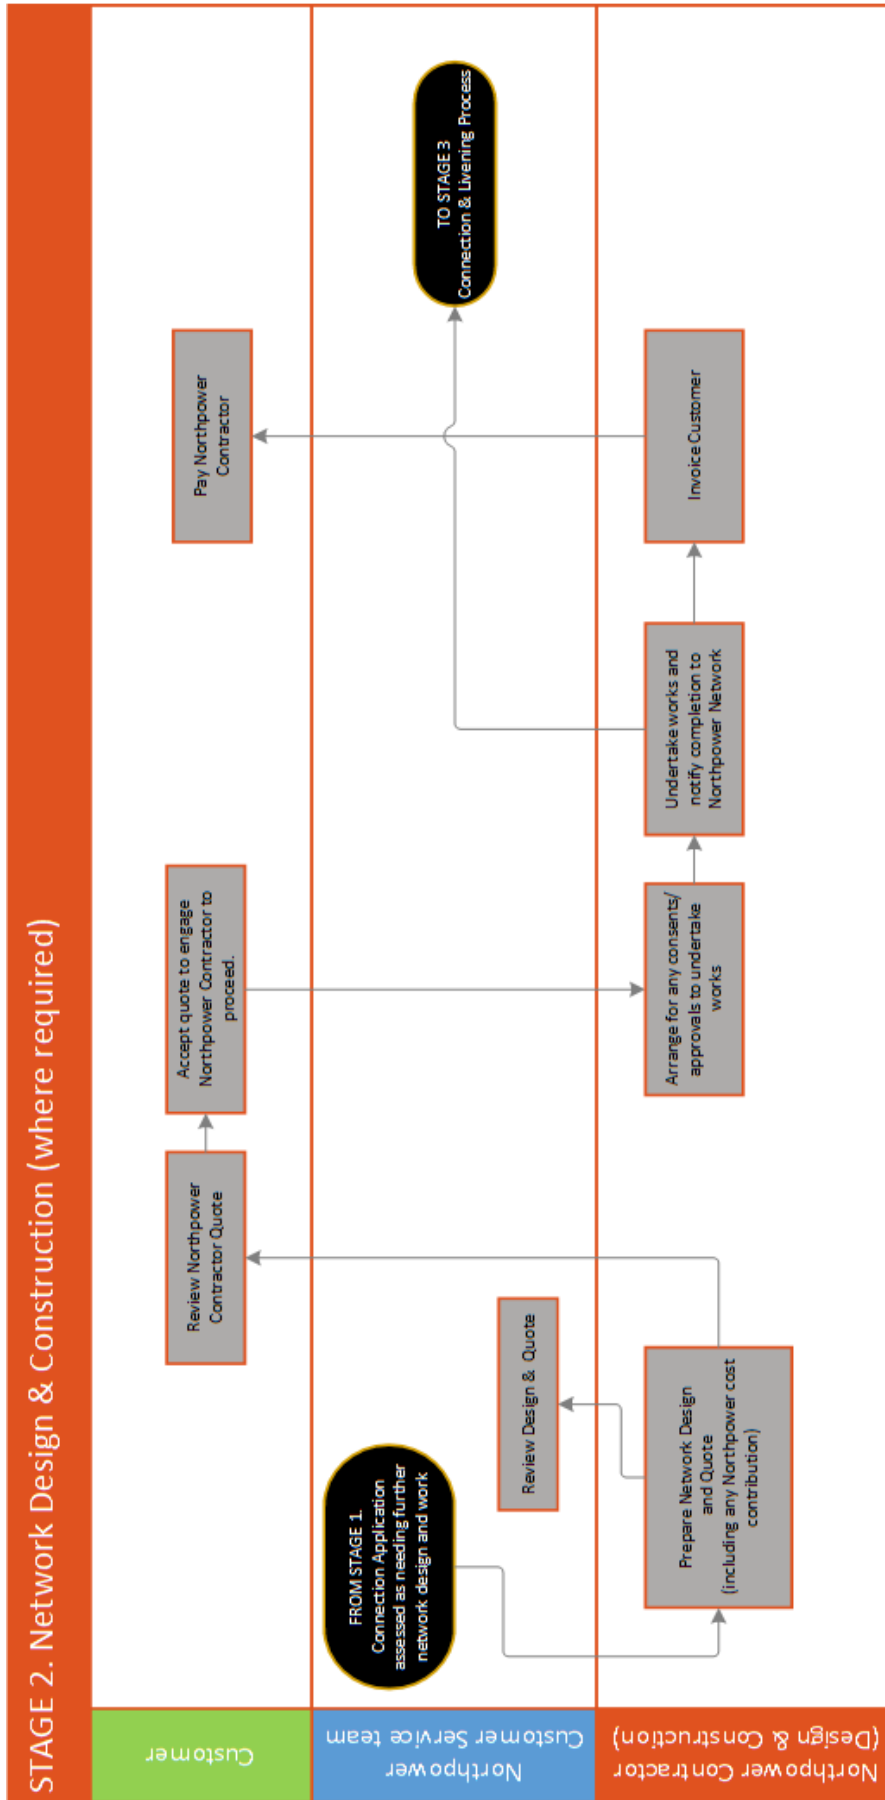 STAGE 2. Network Design & Construction (where required)
Customer
Review Northpower
Contractor Quote
Accept quote to engage
Northpower Contractor to
proceed.
Pay Northpower
Contractor
Northpower
Customer Service team
FROM STAGE 1.
Connection Application
assessed as needing further
network design and work
Review Design & Quote
TO STAGE 3
Connection & Livening Process
Northpower Contractor
(Design & Construction)
Prepare Network Design
and Quote
(including any Northpower cost
contribution)
Arrange for any consents/
approvals to undertake
works
Undertake works and
notify completion to
Northpower Network
Invoice Customer